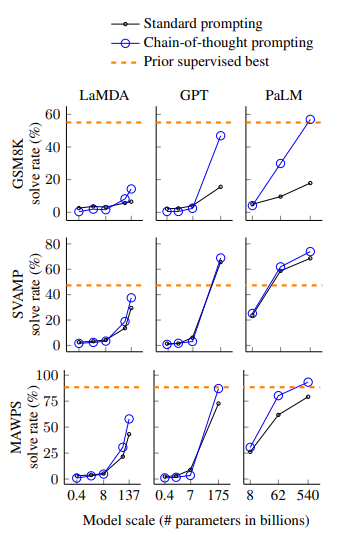 Standard prompting
Chain-of-thought prompting
Prior supervised best
LaMDA GPT PaLM
GSM8K
solve rate (%)
60
40
20
0
SVAMP
solve rate (%)
80
60
40
20
0
MAWPS
solve rate (%)
100
75
50
25
0
0.4 8 137 0.4 7 175 8 62 540
Model scale (# parameters in billions)